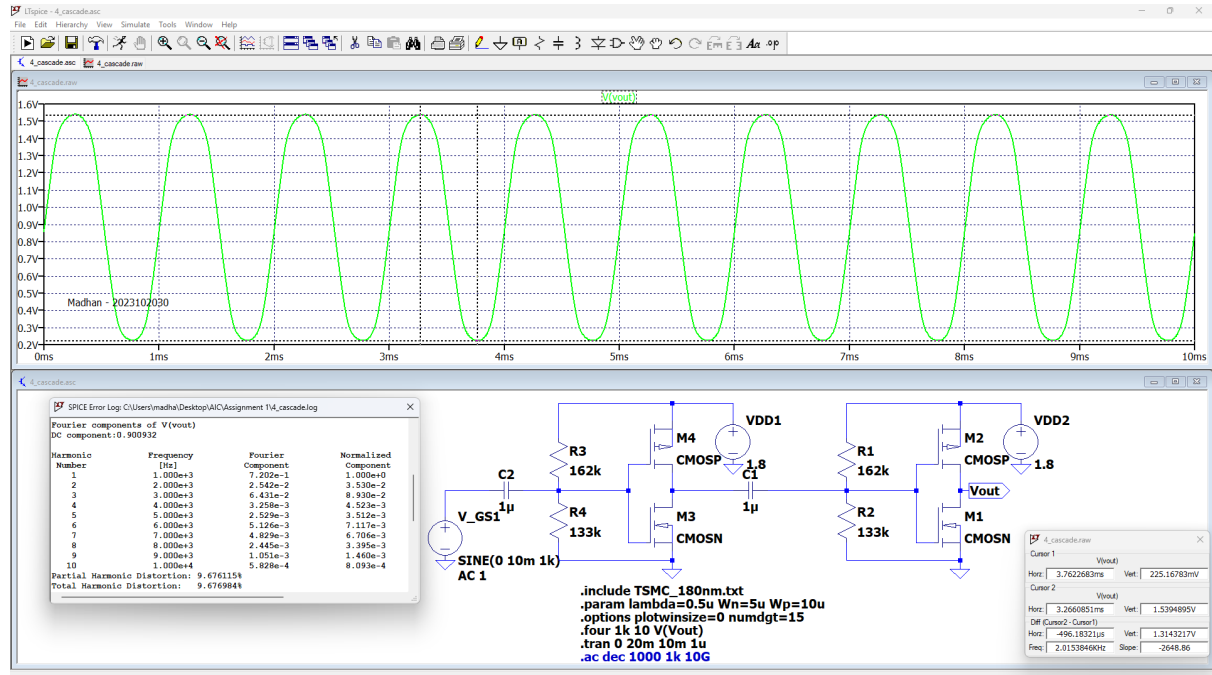 LTspice - 4_cascade.asc
File Edit Hierarchy View Simulate Tools Window Help
4_cascade.asc 4_cascade.raw
4_cascade.raw
V(vout)
1.6V
1.5V
1.4V
1.3V
1.2V
1.1V
1.0V
0.9V
0.8V
0.7V
0.6V
0.5V
0.4V
0.3V
0.2V
Madhan - 2023102030
0ms 1ms 2ms 3ms 4ms 5ms 6ms 7ms 8ms 9ms 10ms
4_cascade.asc
SPICE Error Log: C:\Users\madha\Desktop\AIC\Assignment 1\4_cascade.log
Fourier components of V(vout)
DC component:0.900932
Harmonic Frequency Fourier Normalized
Number [Hz] Component Component
1 1.000e+3 7.202e-1 1.000e+0
2 2.000e+3 2.542e-2 3.530e-2
3 3.000e+3 6.431e-2 8.930e-2
4 4.000e+3 3.258e-3 4.523e-3
5 5.000e+3 2.529e-3 3.512e-3
6 6.000e+3 5.126e-3 7.117e-3
7 7.000e+3 4.829e-3 6.706e-3
8 8.000e+3 2.445e-3 3.395e-3
9 9.000e+3 1.051e-3 1.460e-3
10 1.000e+4 5.828e-4 8.093e-4
Partial Harmonic Distortion: 9.676115%
Total Harmonic Distortion: 9.676984%
V_GS1
SINE(0 10m 1k)
AC 1
C2
1µ
R3
162k
R4
133k
M4
CMOSP
M3
CMOSN
VDD1
1.8
C1
1µ
R1
162k
R2
133k
M2
CMOSP
M1
CMOSN
VDD2
1.8
Vout
.include TSMC_180nm.txt
.param lambda=0.5u Wn=5u Wp=10u
.options plotwinsize=0 numdgt=15
.four 1k 10 V(Vout)
.tran 0 20m 10m 1u
.ac dec 1000 1k 10G
4_cascade.raw
Cursor 1
V(vout)
Horz: 3.7622683ms Vert: 225.16783mV
Cursor 2
V(vout)
Horz: 3.2660851ms Vert: 1.5394895V
Diff (Cursor2 - Cursor1)
Horz: -496.18321µs Vert: 1.3143217V
Freq: 2.0153846KHz Slope: -2648.86